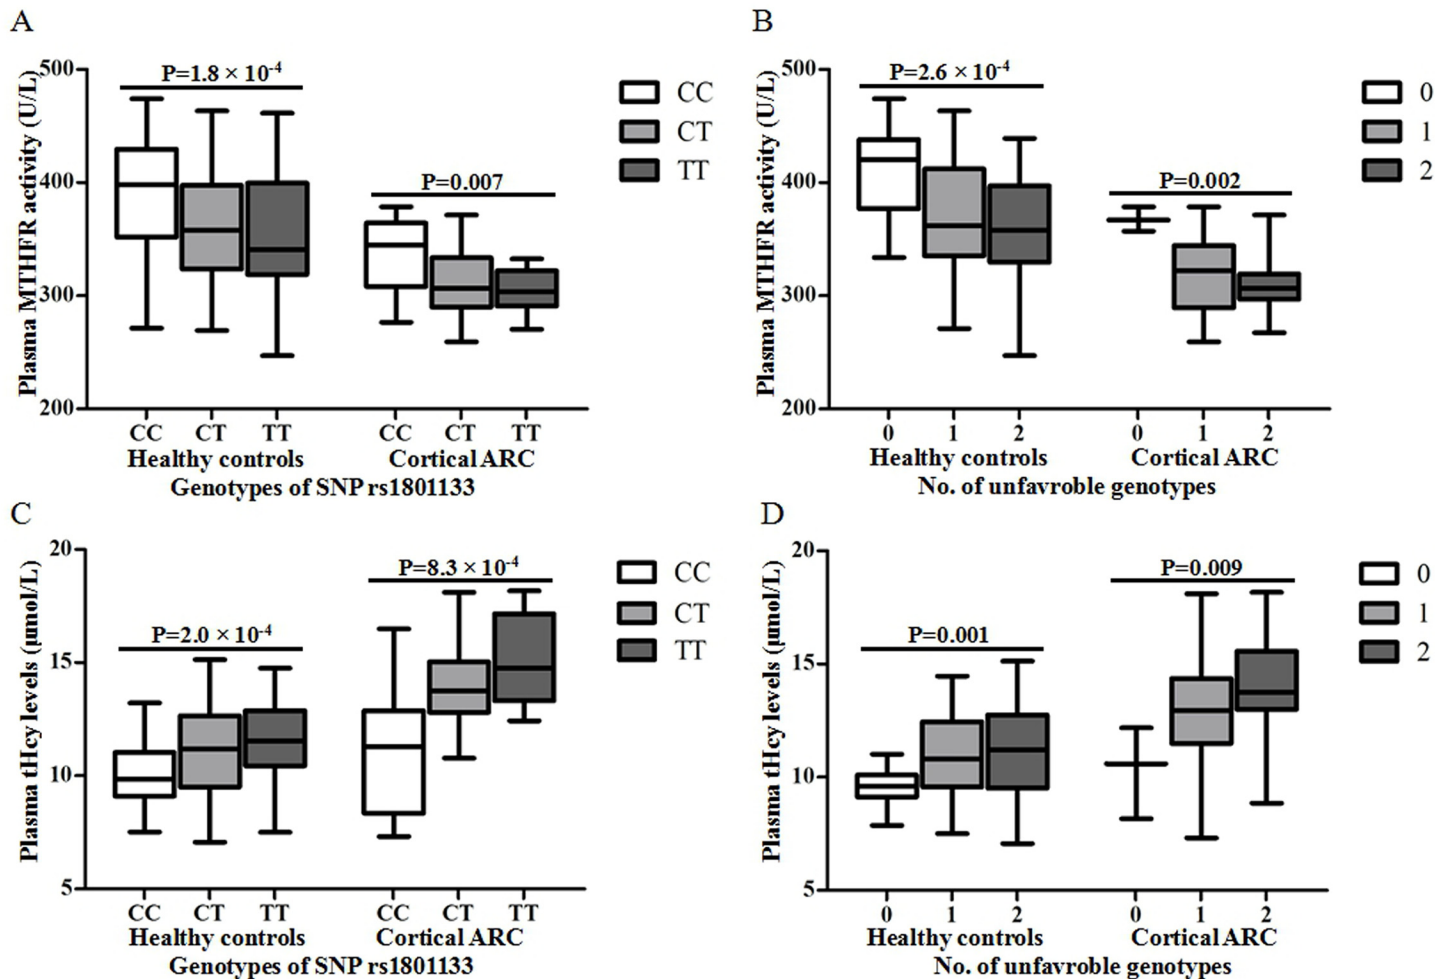 A
Plasma MTHFR activity (U/L)
500
400
300
200
P=1.8 × 10-4
P=0.007
CC
CT
TT
CC CT TT CC CT TT
Healthy controls Cortical ARC
Genotypes of SNP rs1801133
B
Plasma MTHFR activity (U/L)
500
400
300
200
P=2.6 × 10-4
P=0.002
0
1
2
0 1 2 0 1 2
Healthy controls Cortical ARC
No. of unfavroble genotypes
C
Plasma tHcy levels (µmol/L)
20
15
10
5
P=2.0 × 10-4
P=8.3 × 10-4
CC
CT
TT
CC CT TT CC CT TT
Healthy controls Cortical ARC
Genotypes of SNP rs1801133
D
Plasma tHcy levels (µmol/L)
20
15
10
5
P=0.001
P=0.009
0
1
2
0 1 2 0 1 2
Healthy controls Cortical ARC
No. of unfavroble genotypes